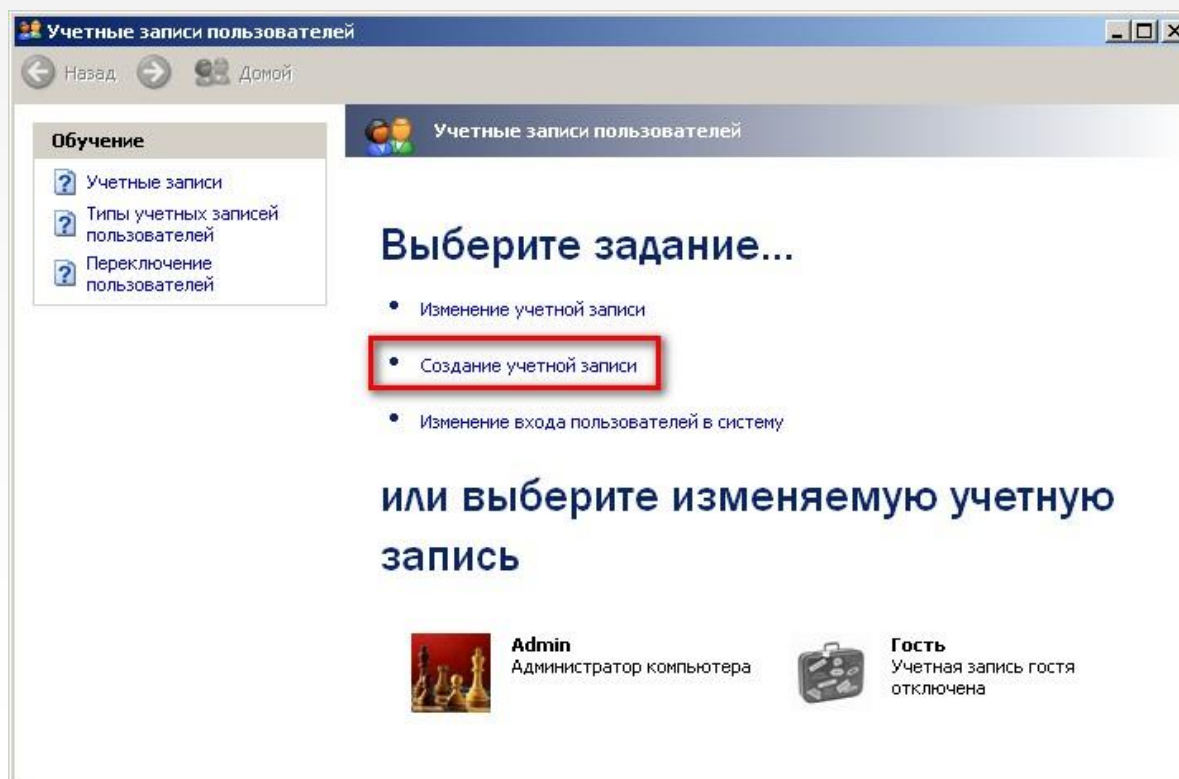 Учетные записи пользователей
Назад
Домой
Обучение
Учетные записи
Типы учетных записей
пользователей
Переключение
пользователей
Учетные записи пользователей
Выберите задание...
Изменение учетной записи
Создание учетной записи
Изменение входа пользователей в систему
или выберите изменяемую учетную
запись
Admin
Администратор компьютера
Гость
Учетная запись гостя
отключена